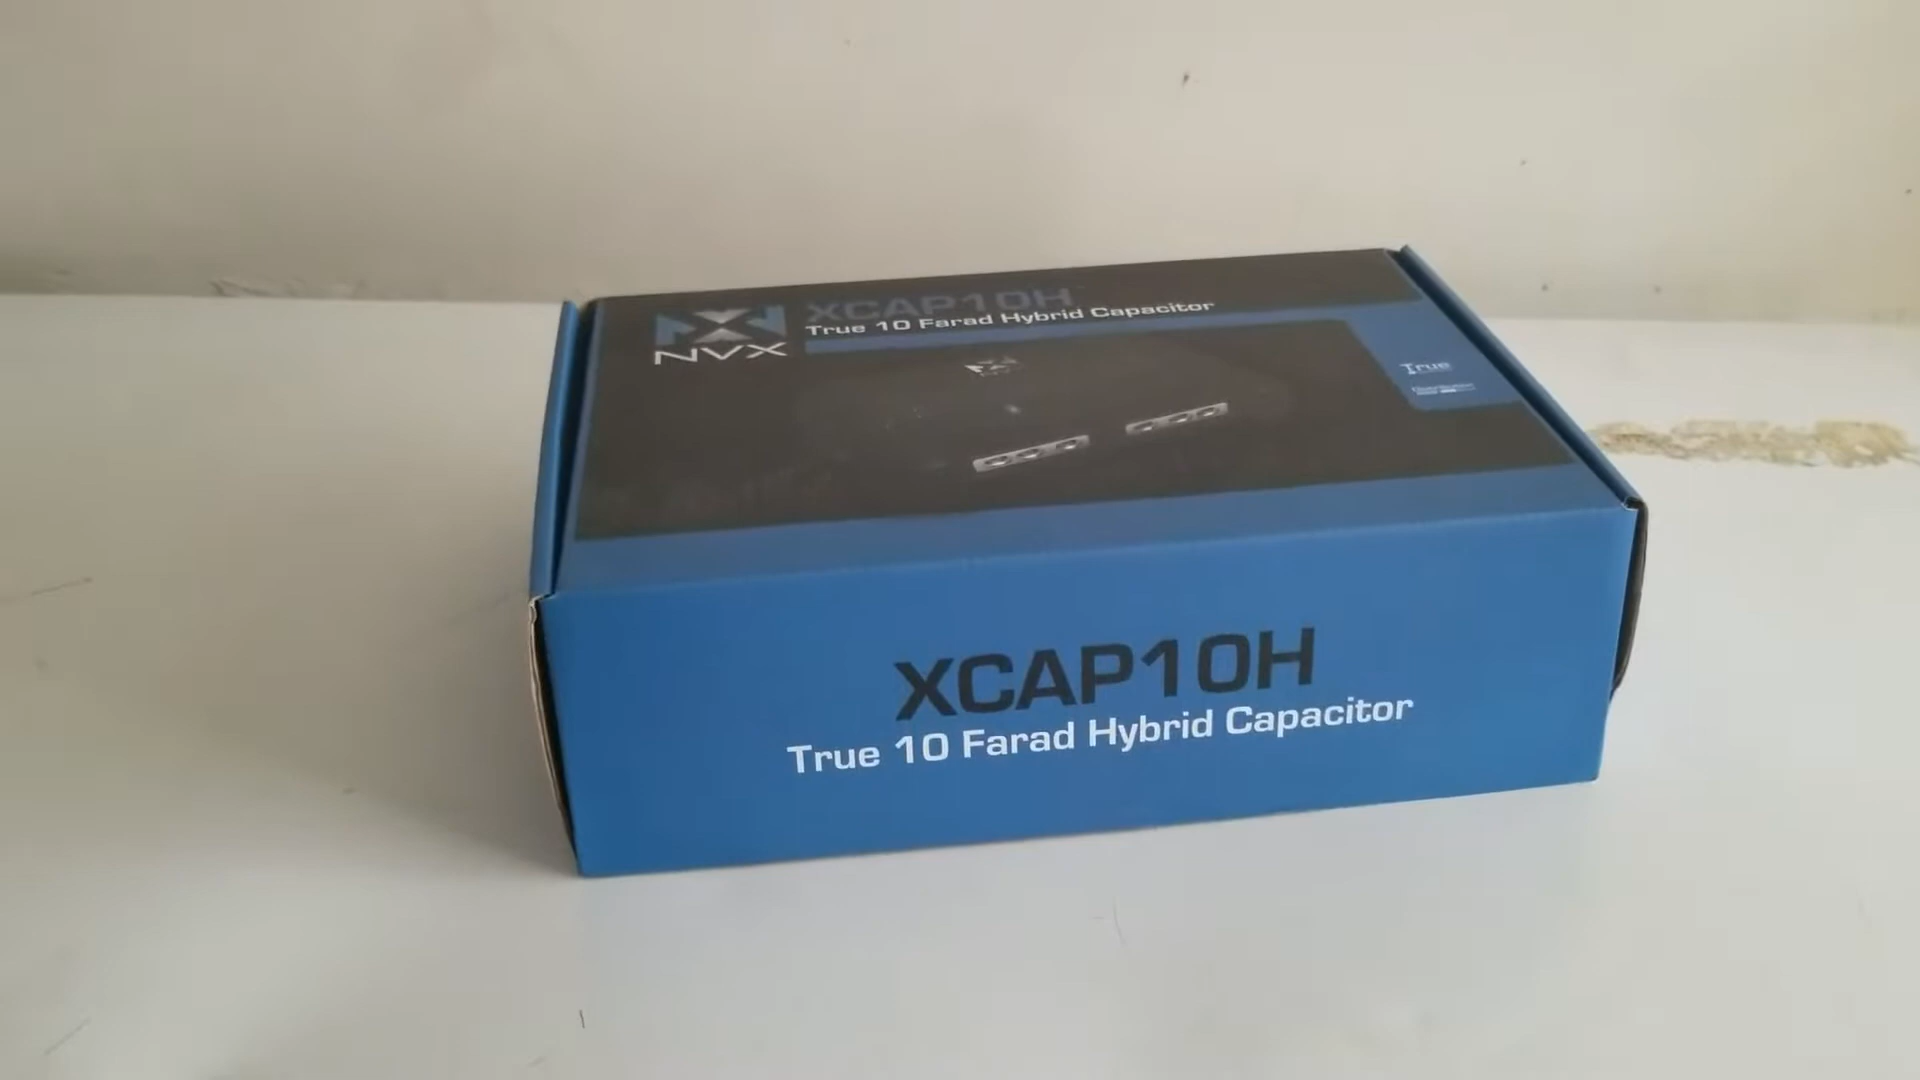 XCAP10H
True 10 Farad Hybrid Capacitor
NVX
True
XCAP10H
True 10 Farad Hybrid Capacitor